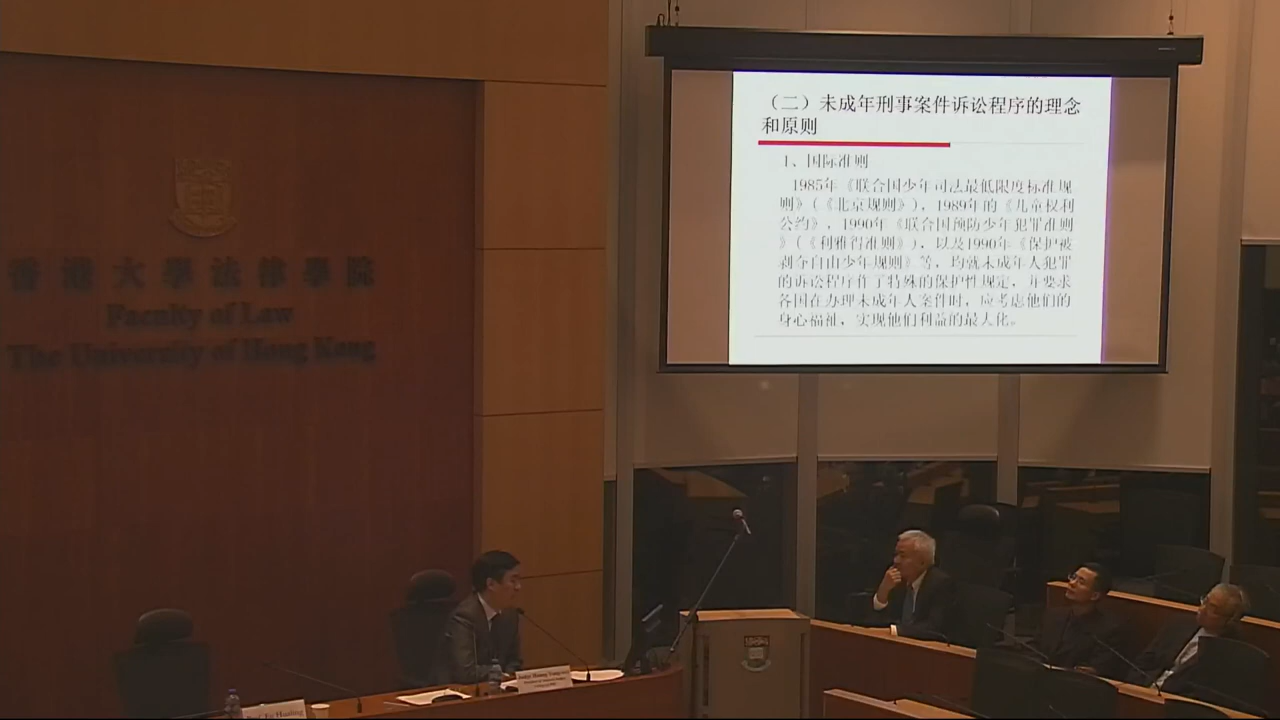 （二）未成年刑事案件诉讼程序的理念
和原则
1、国际准则
1985年《联合国少年司法最低限度标准规
则》（《北京规则》），1989年的《儿童权利
公约》，1990年《联合国预防少年犯罪准则
》（《利雅得准则》），以及1990年《保护被
剥夺自由少年规则》等，均就未成年人犯罪
的诉讼程序作了特殊的保护性规定，并要求
各国在办理未成年人案件时，应考虑他们的
身心福祉，实现他们利益的最大化。
香港大學法律學院
Faculty of Law
The University of Hong Kong